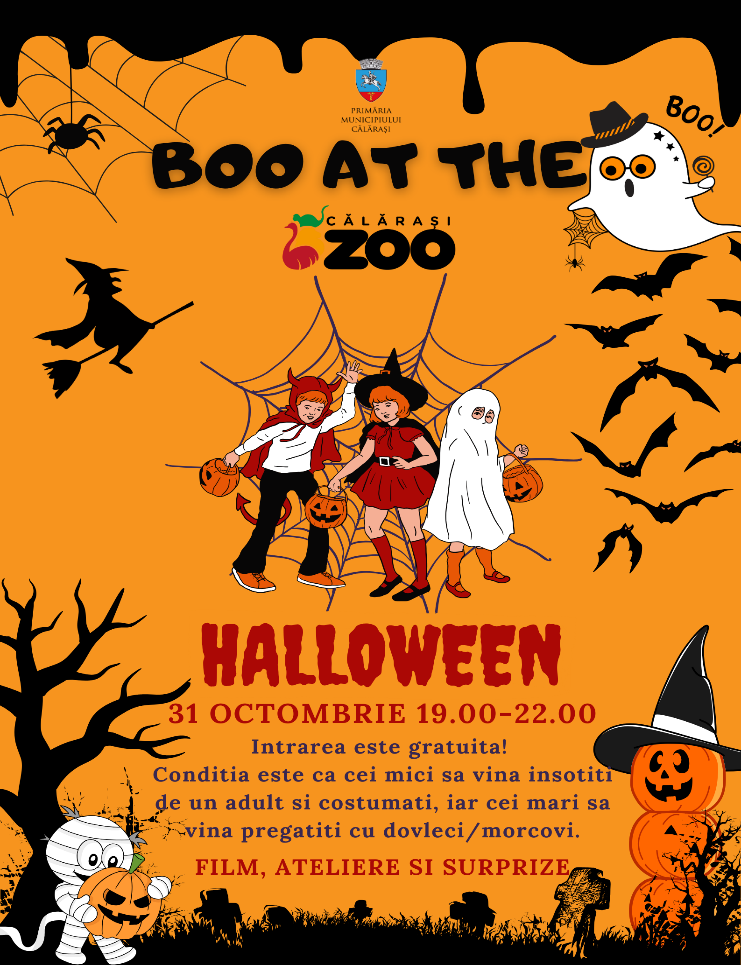 PRIMĂRIA
MUNICIPIULUI
CĂLĂRAȘI
BOO!
BOO AT THE
CĂLĂRAȘI
ZOO
HALLOWEEN
31 OCTOMBRIE 19.00-22.00
Intrarea este gratuita!
Conditia este ca cei mici sa vina insotiti
de un adult si costumati, iar cei mari sa
vina pregatiti cu dovleci/morcovi.
FILM, ATELIERE SI SURPRIZE